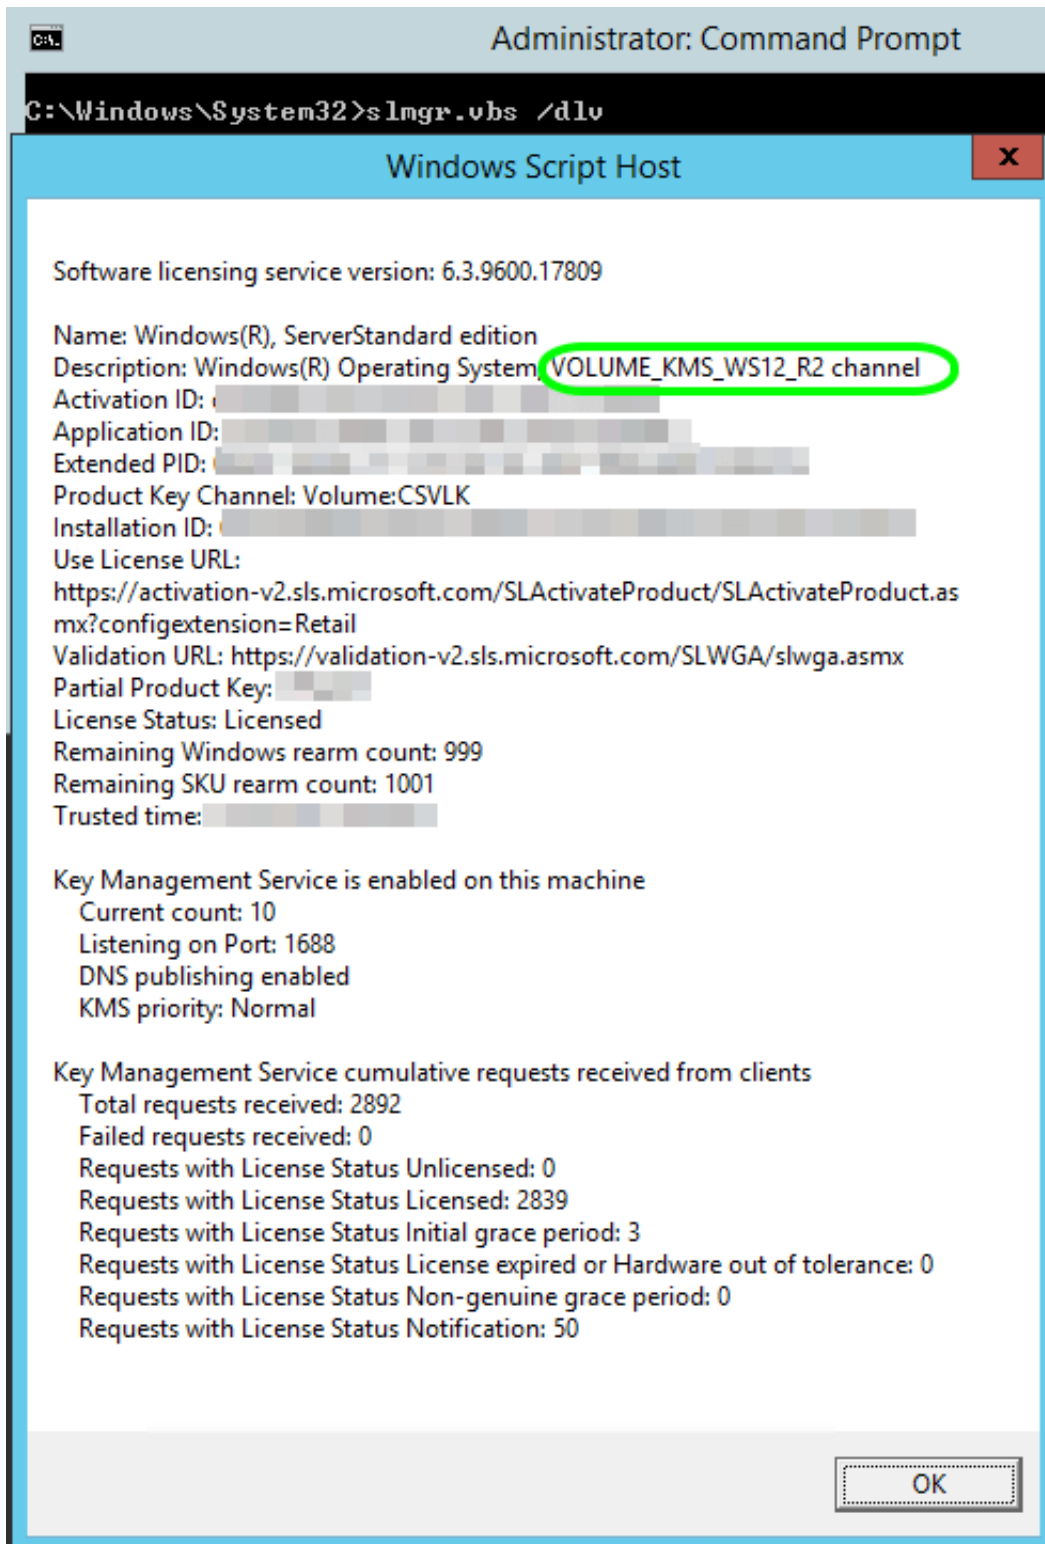 Administrator: Command Prompt
C:\Windows\System32>slmgr.vbs /dlv
Windows Script Host
x
Software licensing service version: 6.3.9600.17809
Name: Windows(R), ServerStandard edition
Description: Windows(R) Operating System, VOLUME_KMS_WS12_R2 channel
Activation ID:
Application ID:
Extended PID:
Product Key Channel: Volume:CSVLK
Installation ID:
Use License URL:
https://activation-v2.sls.microsoft.com/SLActivateProduct/SLActivateProduct.as
mx?configextension=Retail
Validation URL: https://validation-v2.sls.microsoft.com/SLWGA/slwga.asmx
Partial Product Key:
License Status: Licensed
Remaining Windows rearm count: 999
Remaining SKU rearm count: 1001
Trusted time:
Key Management Service is enabled on this machine
Current count: 10
Listening on Port: 1688
DNS publishing enabled
KMS priority: Normal
Key Management Service cumulative requests received from clients
Total requests received: 2892
Failed requests received: 0
Requests with License Status Unlicensed: 0
Requests with License Status Licensed: 2839
Requests with License Status Initial grace period: 3
Requests with License Status License expired or Hardware out of tolerance: 0
Requests with License Status Non-genuine grace period: 0
Requests with License Status Notification: 50
OK